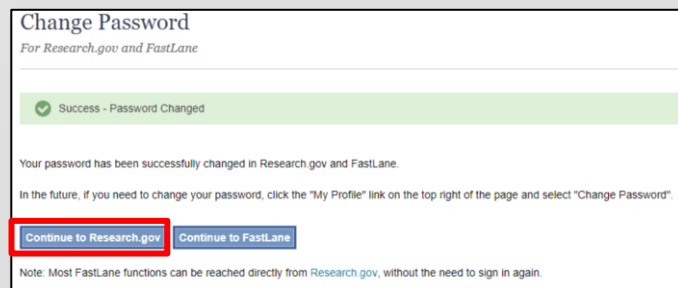 Change Password
For Research.gov and FastLane
Success - Password Changed
Your password has been successfully changed in Research.gov and FastLane.
In the future, if you need to change your password, click the "My Profile" link on the top right of the page and select "Change Password".
Continue to Research.gov Continue to FastLane
Note: Most FastLane functions can be reached directly from Research.gov, without the need to sign in again.